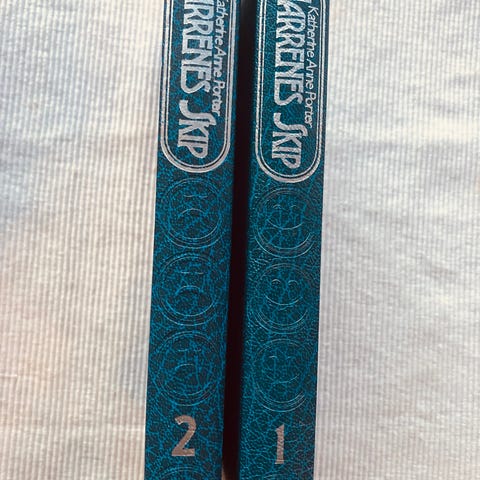 Katherine Anne Porter
ARRENES SKIP
2
Katherine Anne Porter
ARRENES SKIP
1